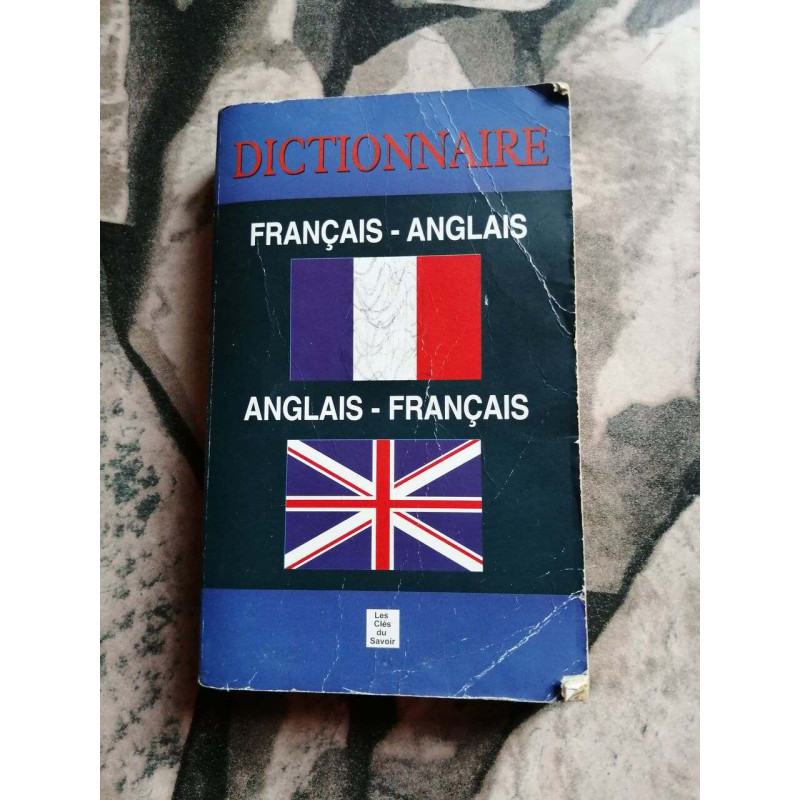 DICTIONNAIRE
FRANÇAIS - ANGLAIS
ANGLAIS - FRANÇAIS
Les
Clés
du
Savoir